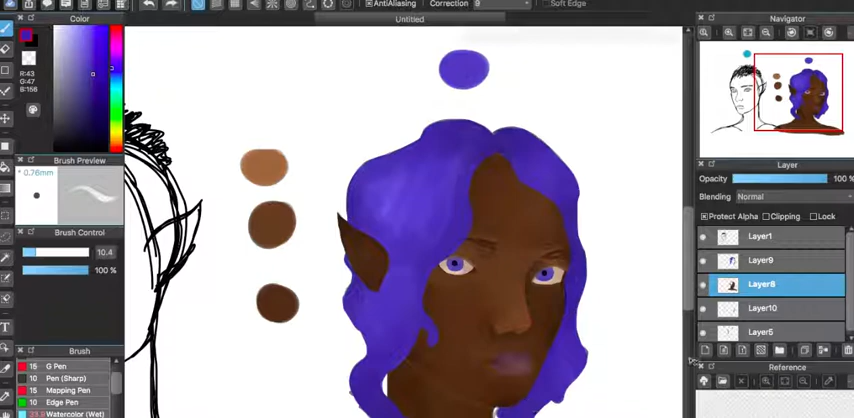 AntiAliasing Correction 9 Soft Edge
Untitled
Color
R:43
G:47
B:156
Brush Preview
* 0.76mm
Brush Control
10.4
100 %
Brush
15 G Pen
10 Pen (Sharp)
15 Mapping Pen
10 Edge Pen
Watercolor (Wet)
Navigator
Layer
Opacity 100 %
Blending Normal
Protect Alpha Clipping Lock
Layer1
Layer9
Layer8
Layer10
Layer5
Reference